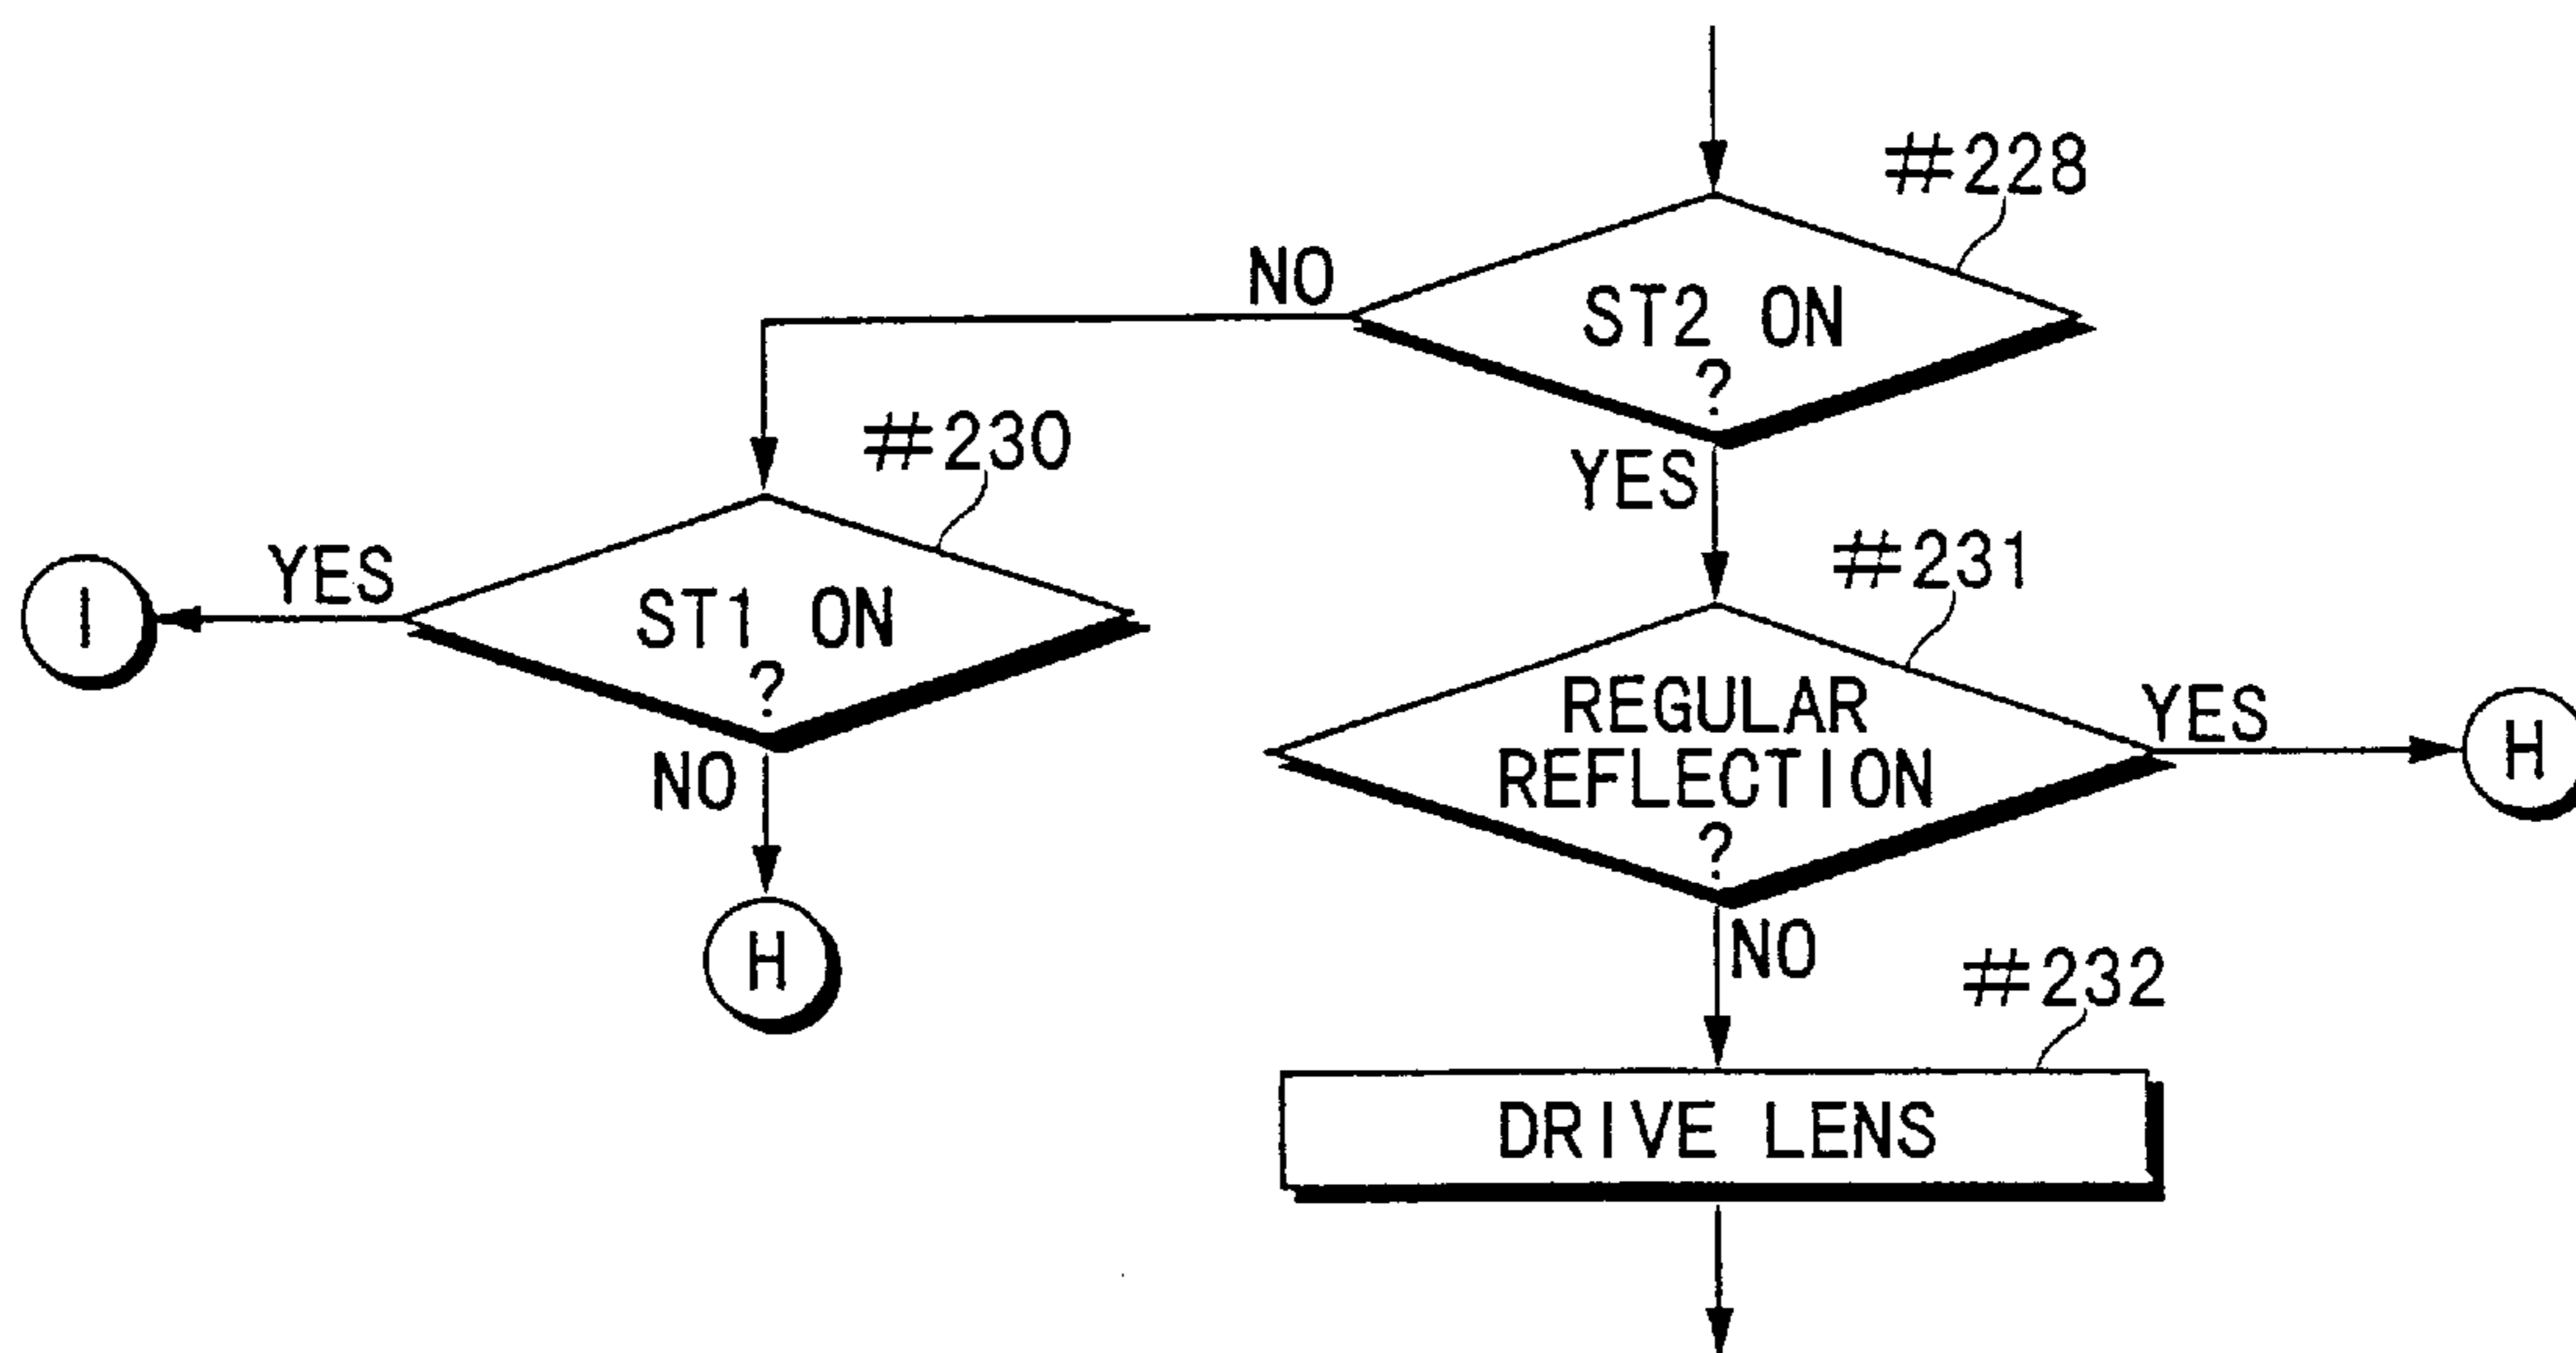 #228
NO
ST2 ON
?
YES
#230
YES
ST1 ON
?
NO
I
H
#231
REGULAR
REFLECTION
?
YES
H
NO
#232
DRIVE LENS